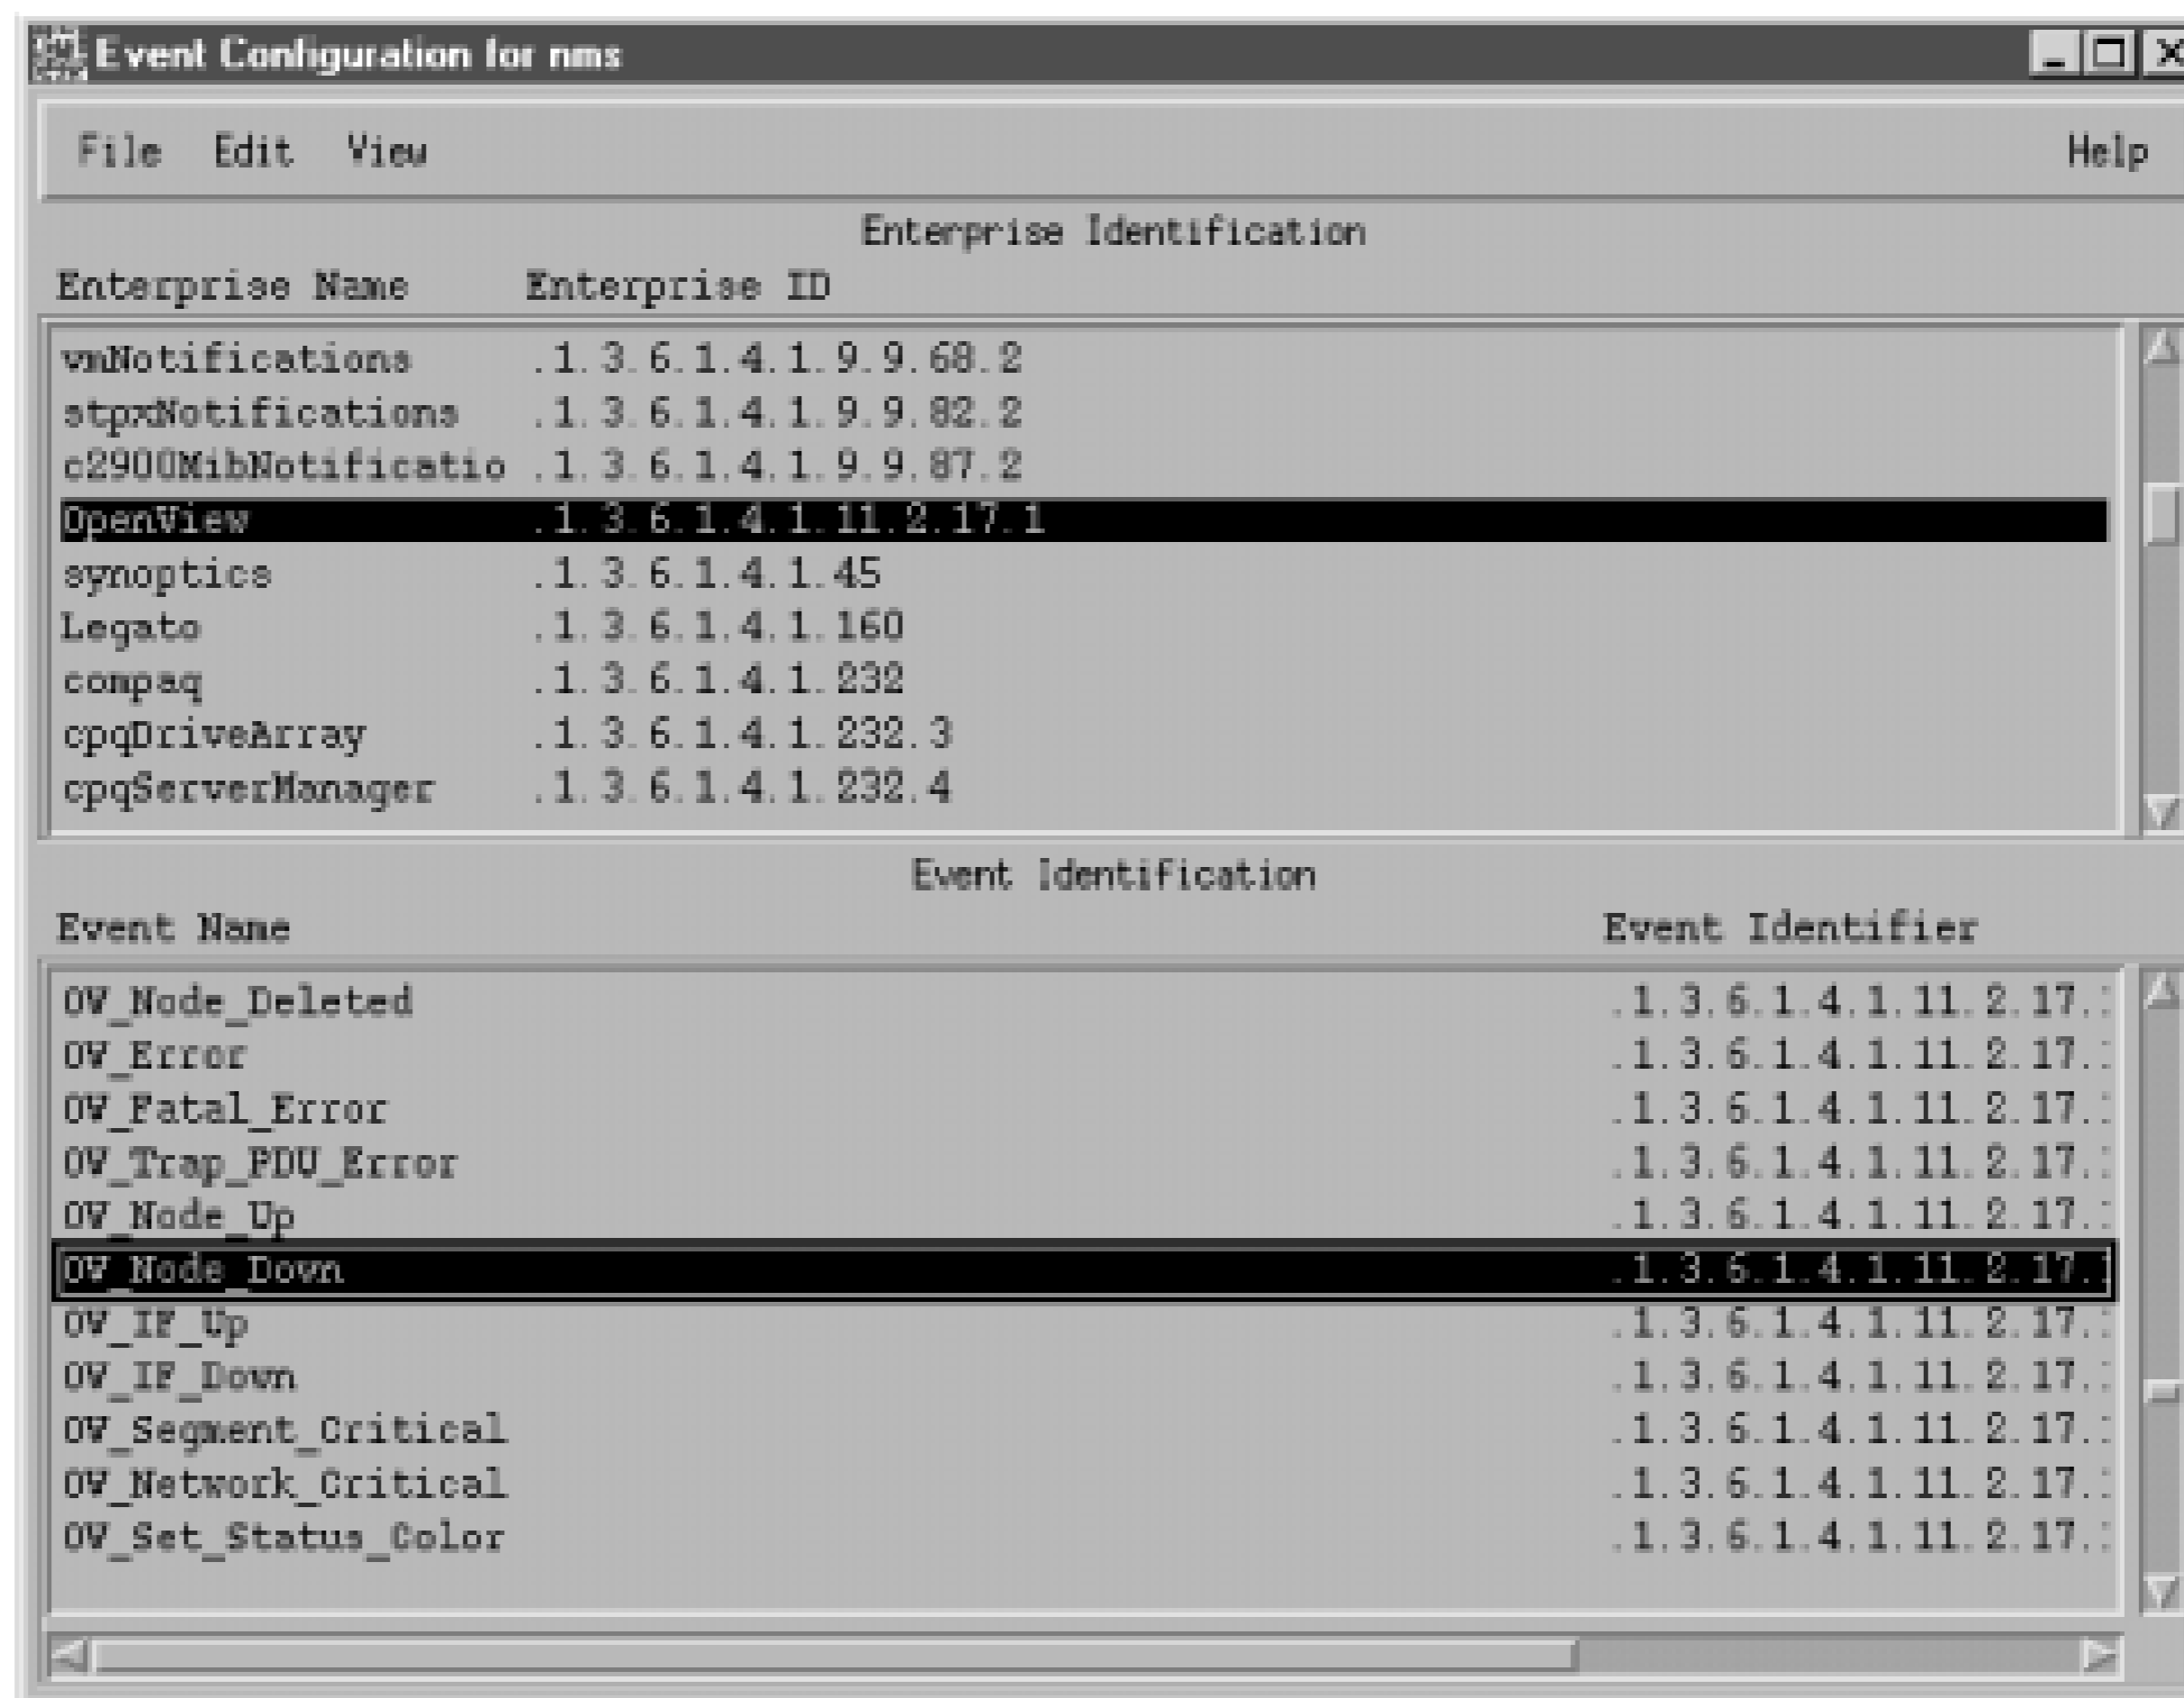 Event Configuration for nms
File Edit View Help
Enterprise Identification
Enterprise Name Enterprise ID
vmNotifications .1.3.6.1.4.1.9.9.68.2
stpxNotifications .1.3.6.1.4.1.9.9.82.2
c2900MibNotificatio .1.3.6.1.4.1.9.9.87.2
OpenView .1.3.6.1.4.1.11.2.17.1
synoptics .1.3.6.1.4.1.45
Legato .1.3.6.1.4.1.160
compaq .1.3.6.1.4.1.232
cpqDriveArray .1.3.6.1.4.1.232.3
cpqServerManager .1.3.6.1.4.1.232.4
Event Identification
Event Name Event Identifier
OV_Node_Deleted .1.3.6.1.4.1.11.2.17.
OV_Error .1.3.6.1.4.1.11.2.17.
OV_Fatal_Error .1.3.6.1.4.1.11.2.17.
OV_Trap_PDU_Error .1.3.6.1.4.1.11.2.17.
OV_Node_Up .1.3.6.1.4.1.11.2.17.
OV_Node_Down .1.3.6.1.4.1.11.2.17.
OV_IF_Up .1.3.6.1.4.1.11.2.17.
OV_IF_Down .1.3.6.1.4.1.11.2.17.
OV_Segment_Critical .1.3.6.1.4.1.11.2.17.
OV_Network_Critical .1.3.6.1.4.1.11.2.17.
OV_Set_Status_Color .1.3.6.1.4.1.11.2.17.